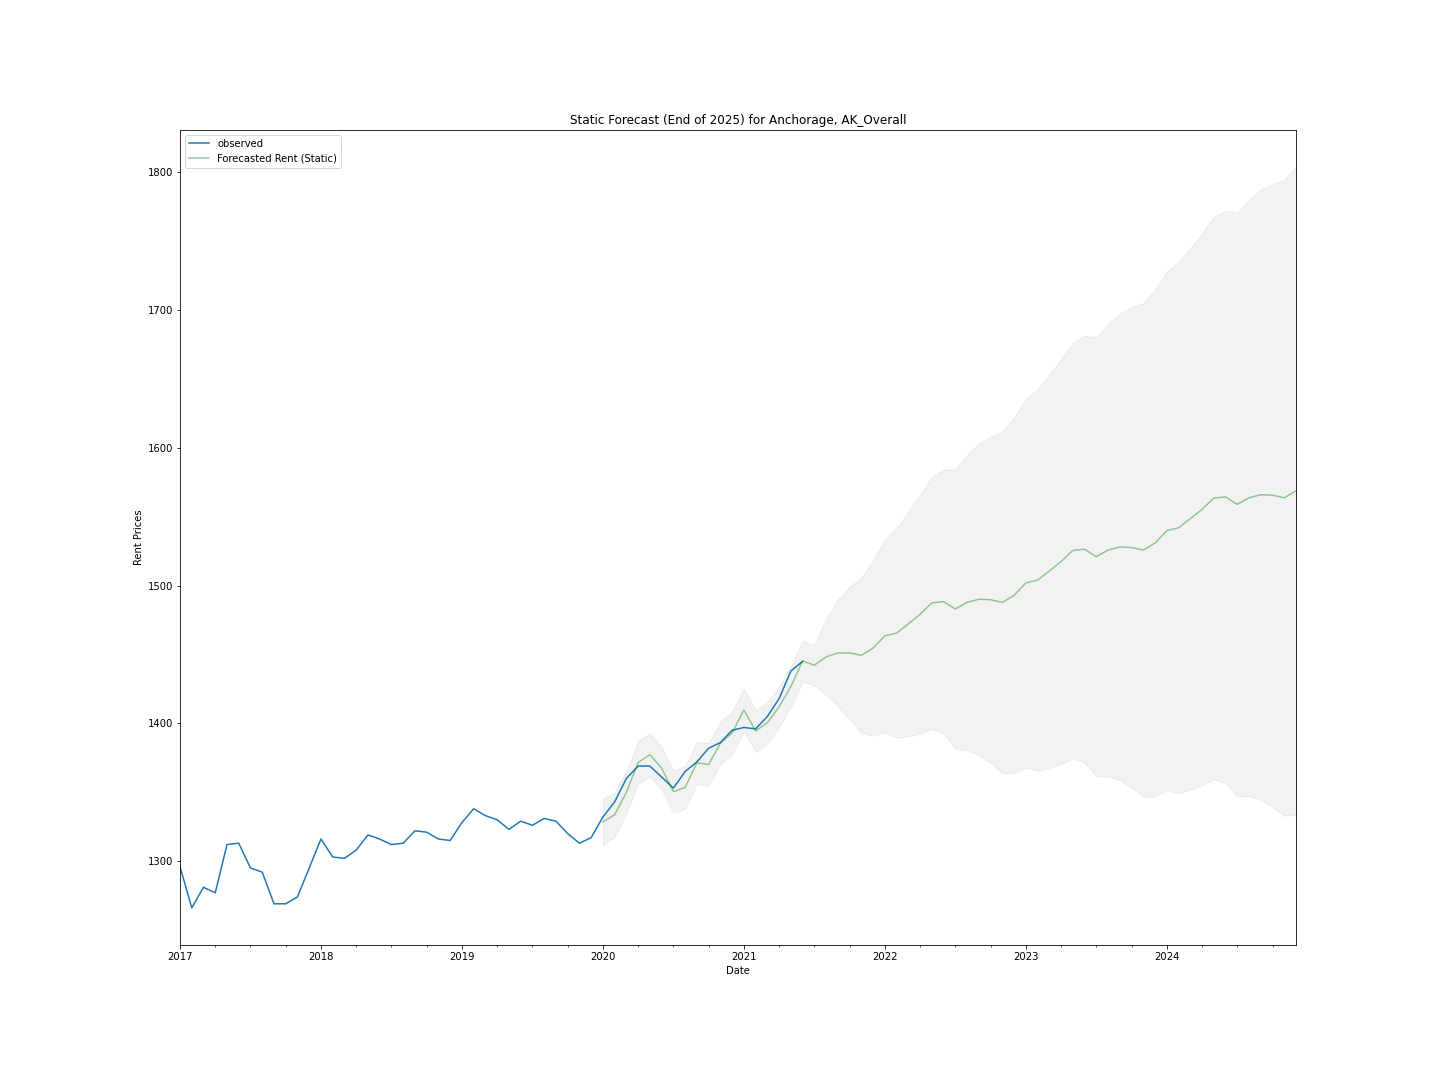 Static Forecast (End of 2025) for Anchorage, AK_Overall
observed
Forecasted Rent (Static)
1800
1700
1600
1500
1400
1300
Rent Prices
2017 2018 2019 2020 2021 2022 2023 2024
Date